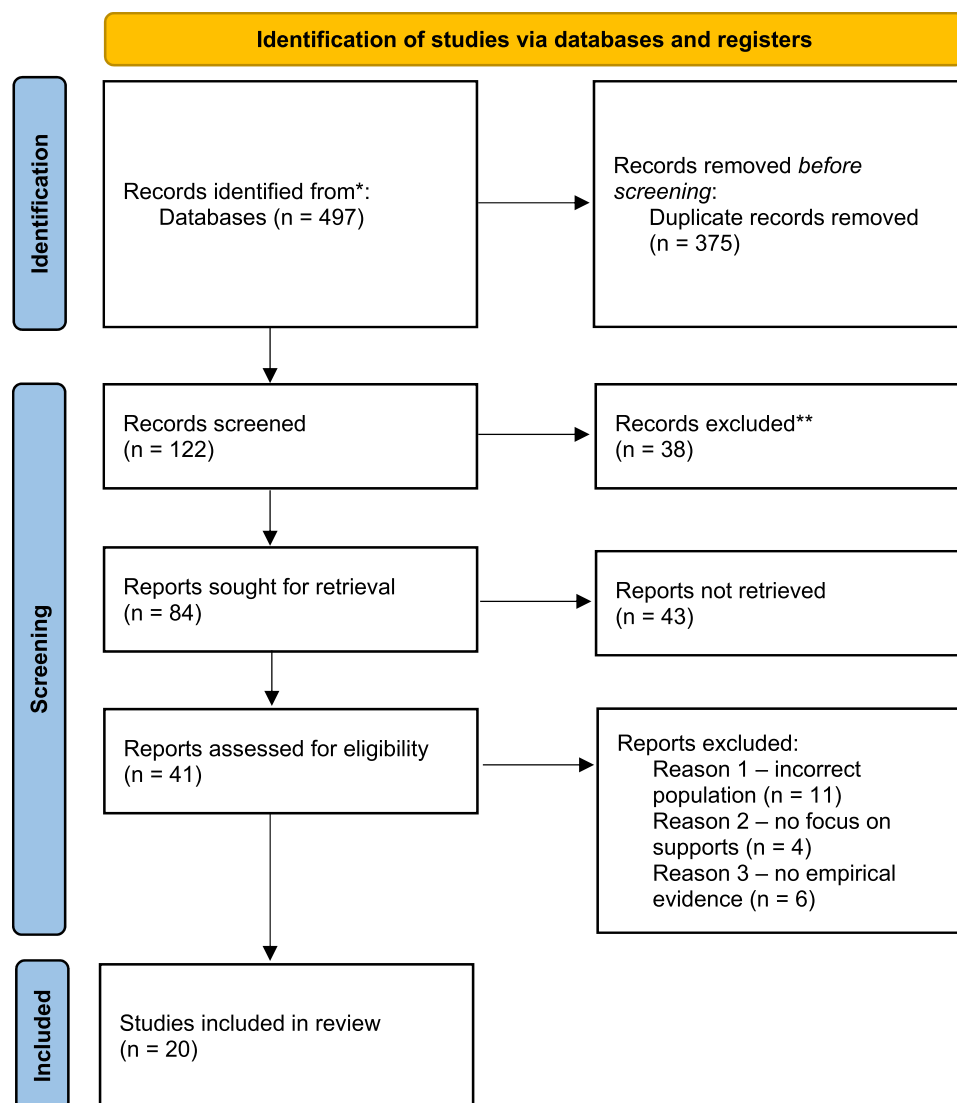 Identification of studies via databases and registers
Identification
Records identified from*:
Databases (n = 497)
Records removed before
screening:
Duplicate records removed
(n = 375)
Screening
Records screened
(n = 122)
Records excluded**
(n = 38)
Reports sought for retrieval
(n = 84)
Reports not retrieved
(n = 43)
Reports assessed for eligibility
(n = 41)
Reports excluded:
Reason 1 – incorrect
population (n = 11)
Reason 2 – no focus on
supports (n = 4)
Reason 3 – no empirical
evidence (n = 6)
Included
Studies included in review
(n = 20)